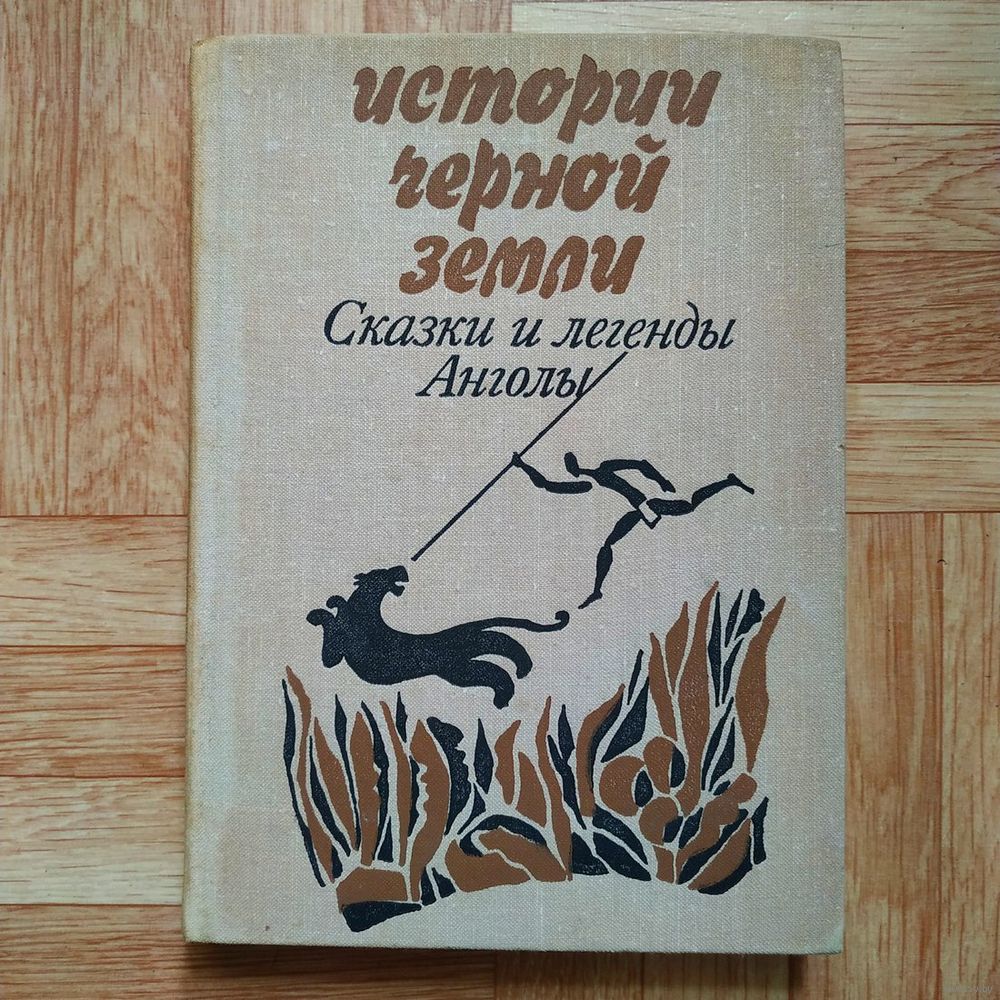 истории
черной
земли
Сказки и легенды
Анголы